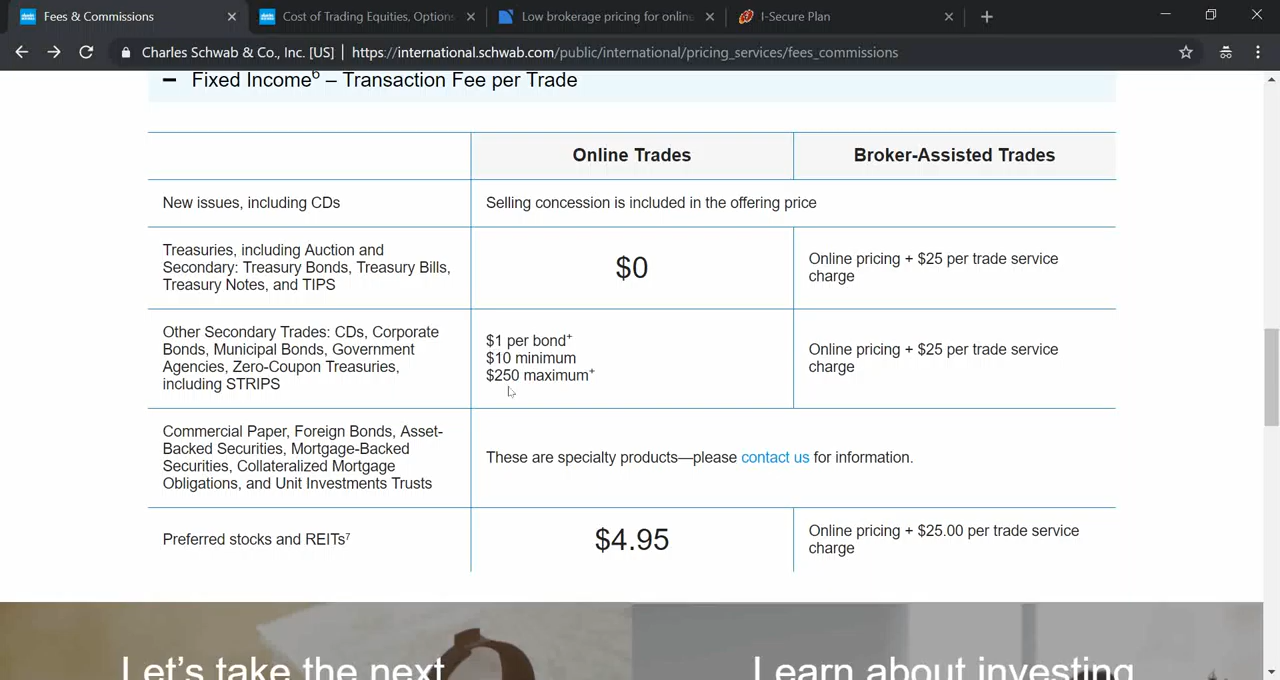 Fees & Commissions
Cost of Trading Equities, Option
Low brokerage pricing for online
I-Secure Plan
Charles Schwab & Co., Inc. [US] | https://international.schwab.com/public/international/pricing_services/fees_commissions
Fixed Income⁶ – Transaction Fee per Trade
Online Trades
Broker-Assisted Trades
New issues, including CDs
Selling concession is included in the offering price
Treasuries, including Auction and
Secondary: Treasury Bonds, Treasury Bills,
Treasury Notes, and TIPS
$0
Online pricing + $25 per trade service
charge
Other Secondary Trades: CDs, Corporate
Bonds, Municipal Bonds, Government
Agencies, Zero-Coupon Treasuries,
including STRIPS
$1 per bond⁺
$10 minimum
$250 maximum⁺
Online pricing + $25 per trade service
charge
Commercial Paper, Foreign Bonds, Asset-
Backed Securities, Mortgage-Backed
Securities, Collateralized Mortgage
Obligations, and Unit Investments Trusts
These are specialty products—please contact us for information.
Preferred stocks and REITs⁷
$4.95
Online pricing + $25.00 per trade service
charge
Let's take the next
Learn about investing